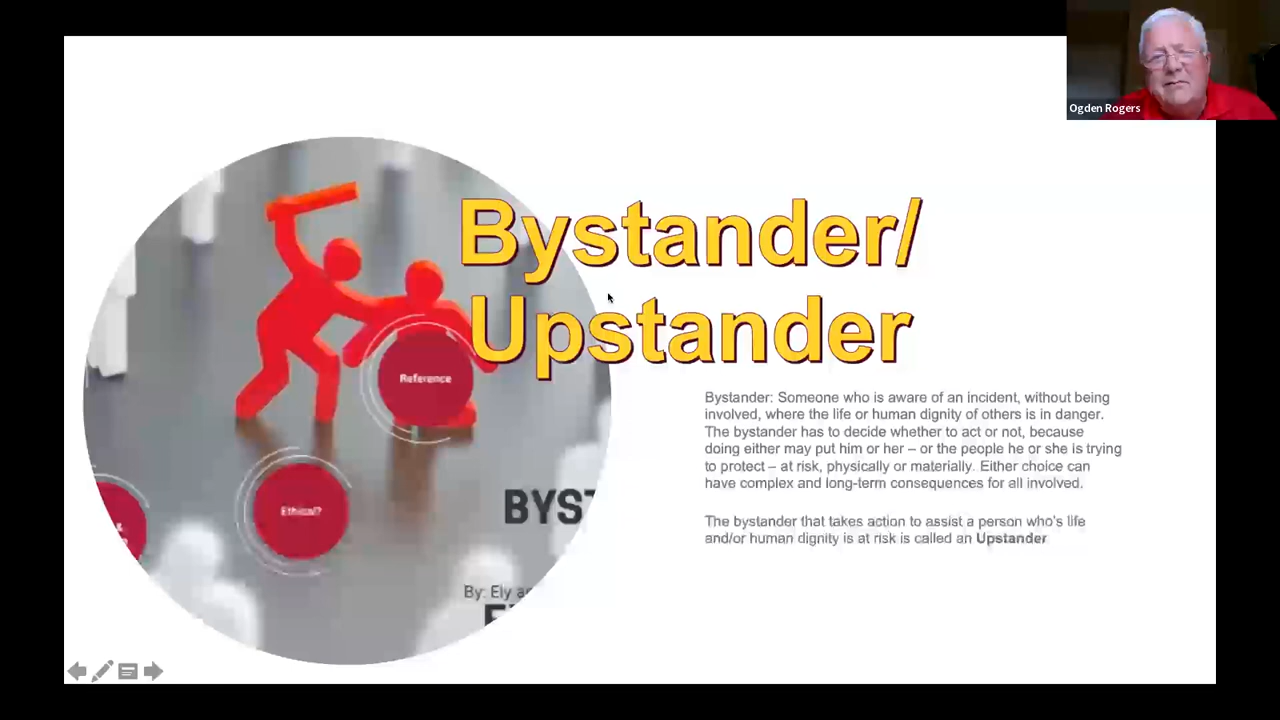 Ogden Rogers
Bystander/
Upstander
Reference
Bystander: Someone who is aware of an incident, without being
involved, where the life or human dignity of others is in danger.
The bystander has to decide whether to act or not, because
doing either may put him or her – or the people he or she is trying
to protect – at risk, physically or materially. Either choice can
have complex and long-term consequences for all involved.
Ethical?
BYST
&
The bystander that takes action to assist a person who's life
and/or human dignity is at risk is called an Upstander
By: Ely